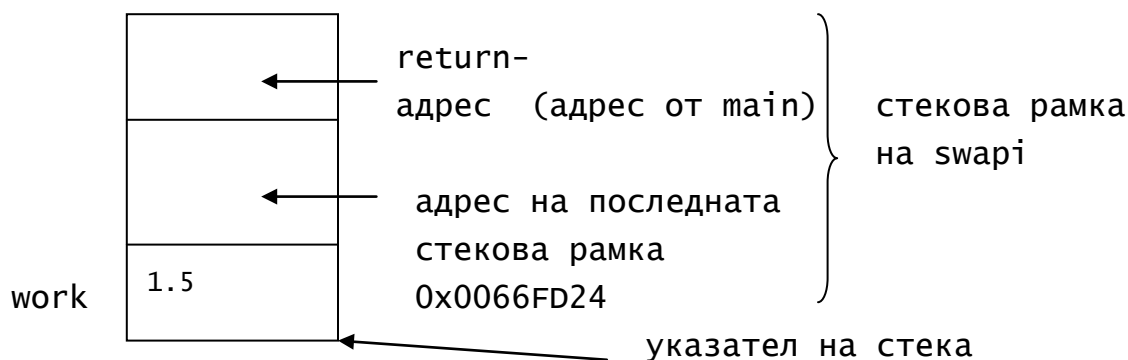 return-
адрес (адрес от main)
стекова рамка
на swapi
адрес на последната
стекова рамка
0x0066FD24
work
1.5
указател на стека